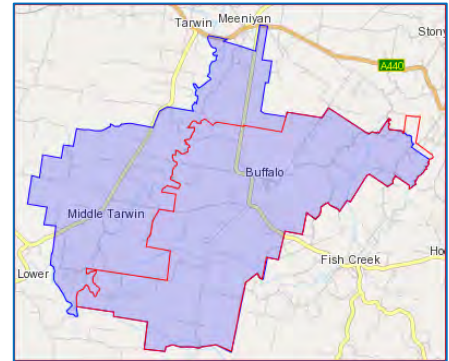 Tarwin
Meeniyan
Stony
A440
Buffalo
Middle Tarwin
Fish Creek
Ho
Lower